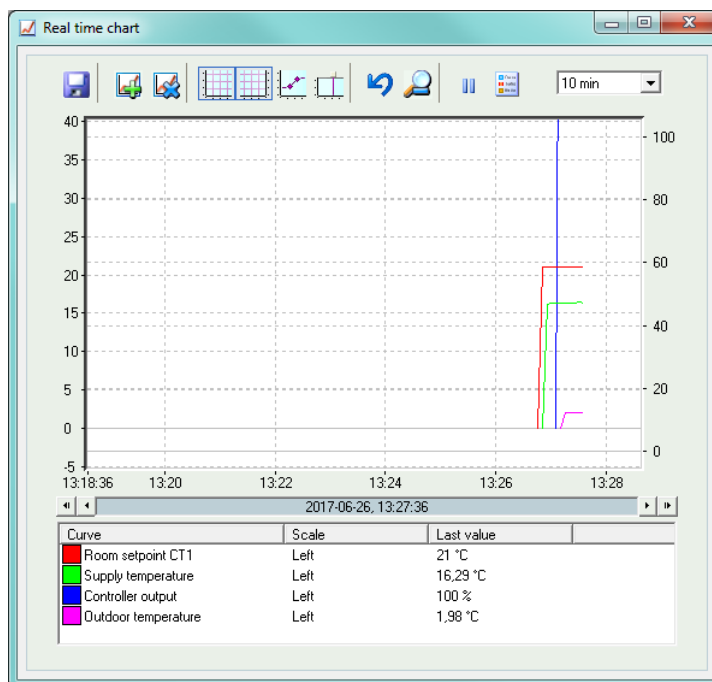 Real time chart
10 min
40
35
30
25
20
15
10
5
0
-5
100
80
60
40
20
0
13:18:36 13:20 13:22 13:24 13:26 13:28
2017-06-26, 13:27:36
Curve Scale Last value
Room setpoint CT1 Left 21 °C
Supply temperature Left 16,29 °C
Controller output Left 100 %
Outdoor temperature Left 1,98 °C